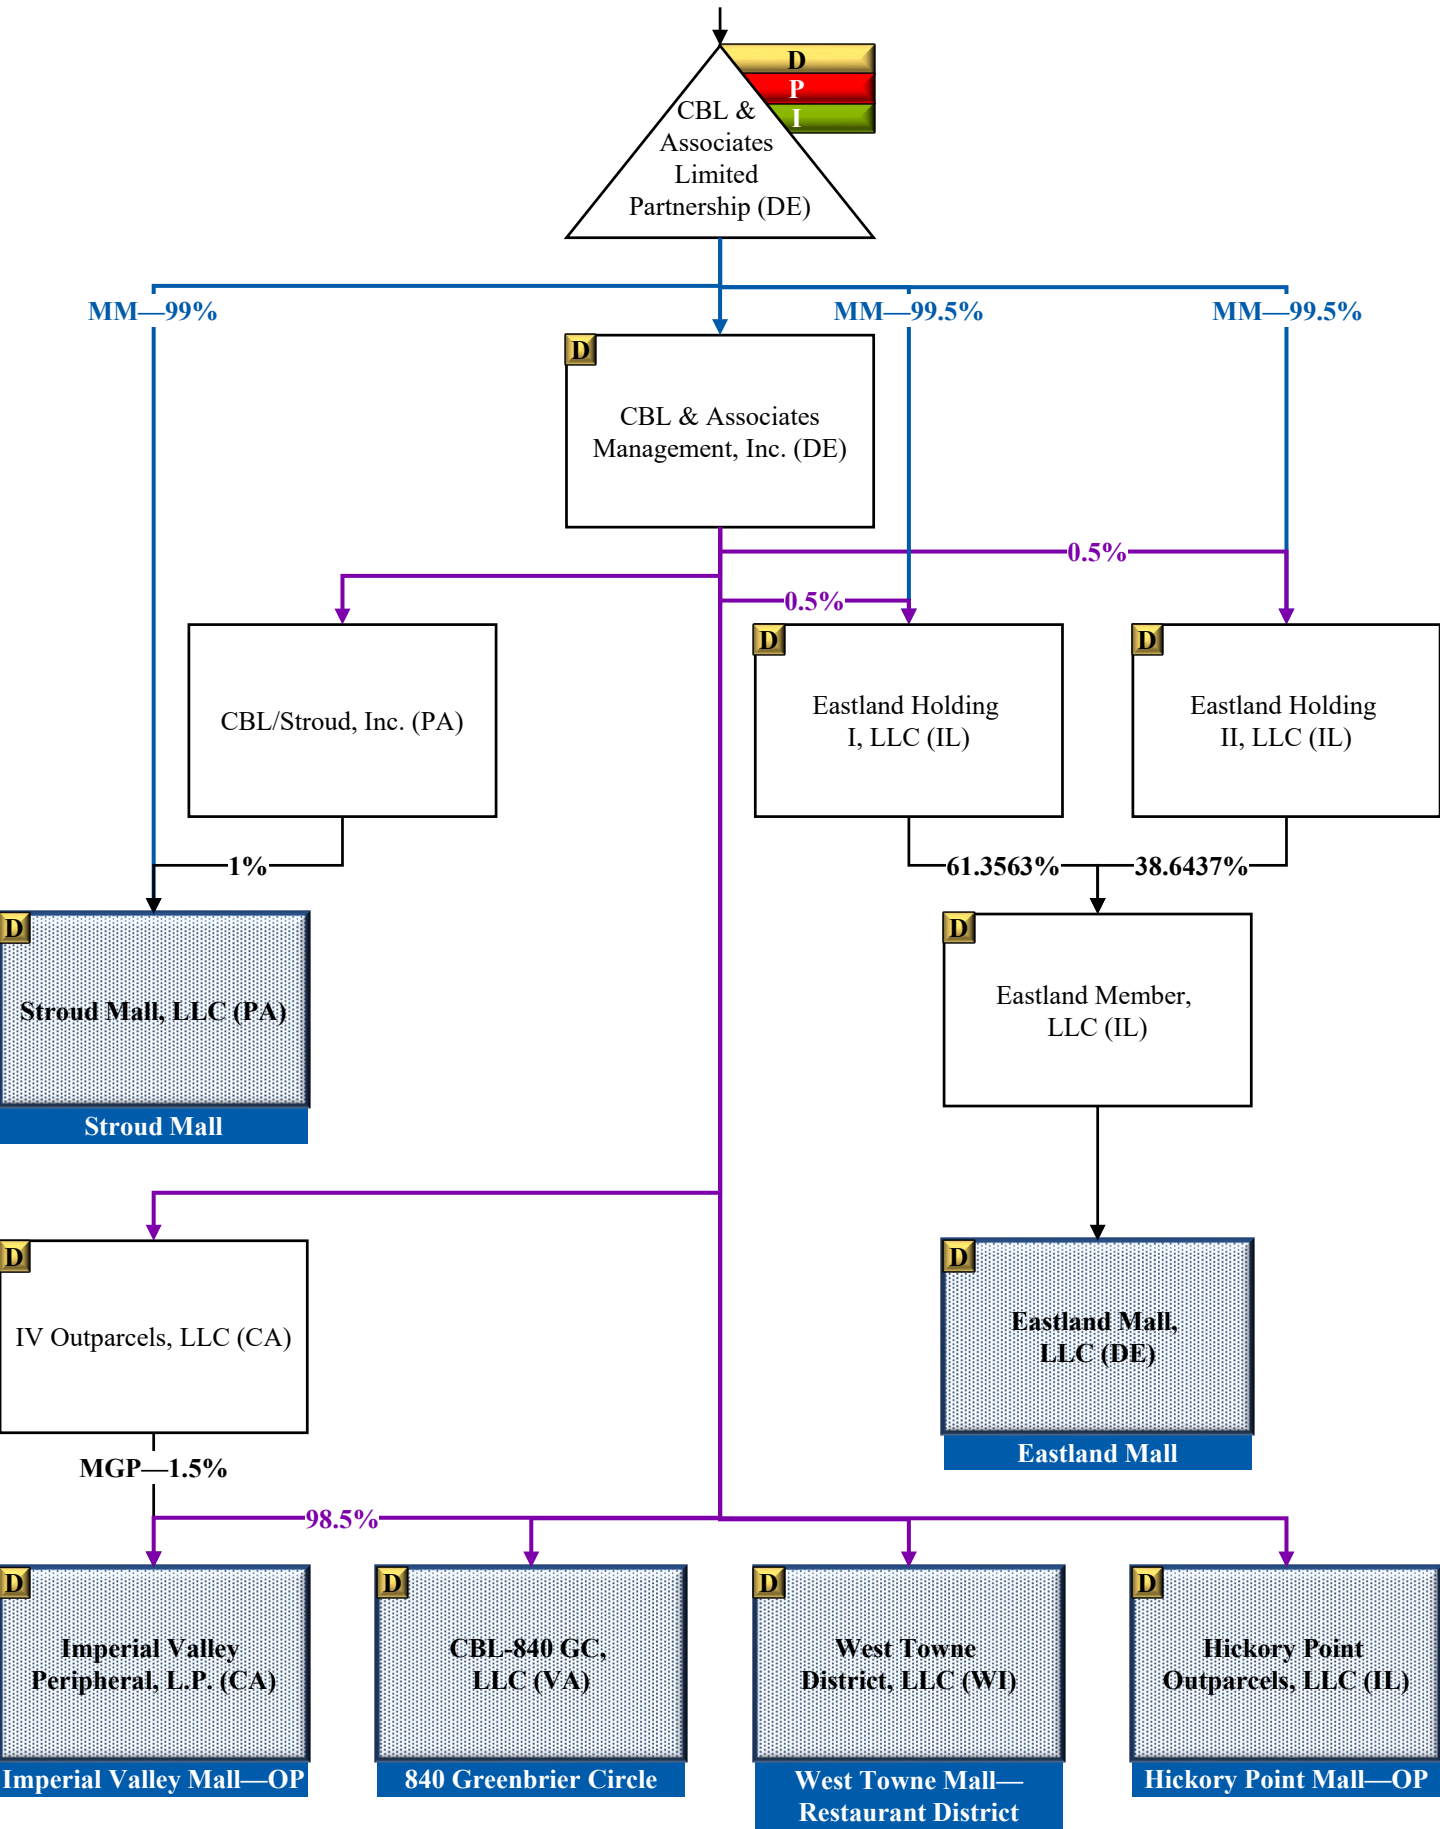 D
P
I
CBL &
Associates
Limited
Partnership (DE)
MM—99%
MM—99.5%
MM—99.5%
D
CBL & Associates
Management, Inc. (DE)
0.5%
0.5%
CBL/Stroud, Inc. (PA)
D
Eastland Holding
I, LLC (IL)
D
Eastland Holding
II, LLC (IL)
1%
61.3563%
38.6437%
D
Stroud Mall, LLC (PA)
Stroud Mall
D
Eastland Member,
LLC (IL)
D
IV Outparcels, LLC (CA)
D
Eastland Mall,
LLC (DE)
Eastland Mall
MGP—1.5%
98.5%
D
Imperial Valley
Peripheral, L.P. (CA)
Imperial Valley Mall—OP
D
CBL-840 GC,
LLC (VA)
840 Greenbrier Circle
D
West Towne
District, LLC (WI)
West Towne Mall—
Restaurant District
D
Hickory Point
Outparcels, LLC (IL)
Hickory Point Mall—OP